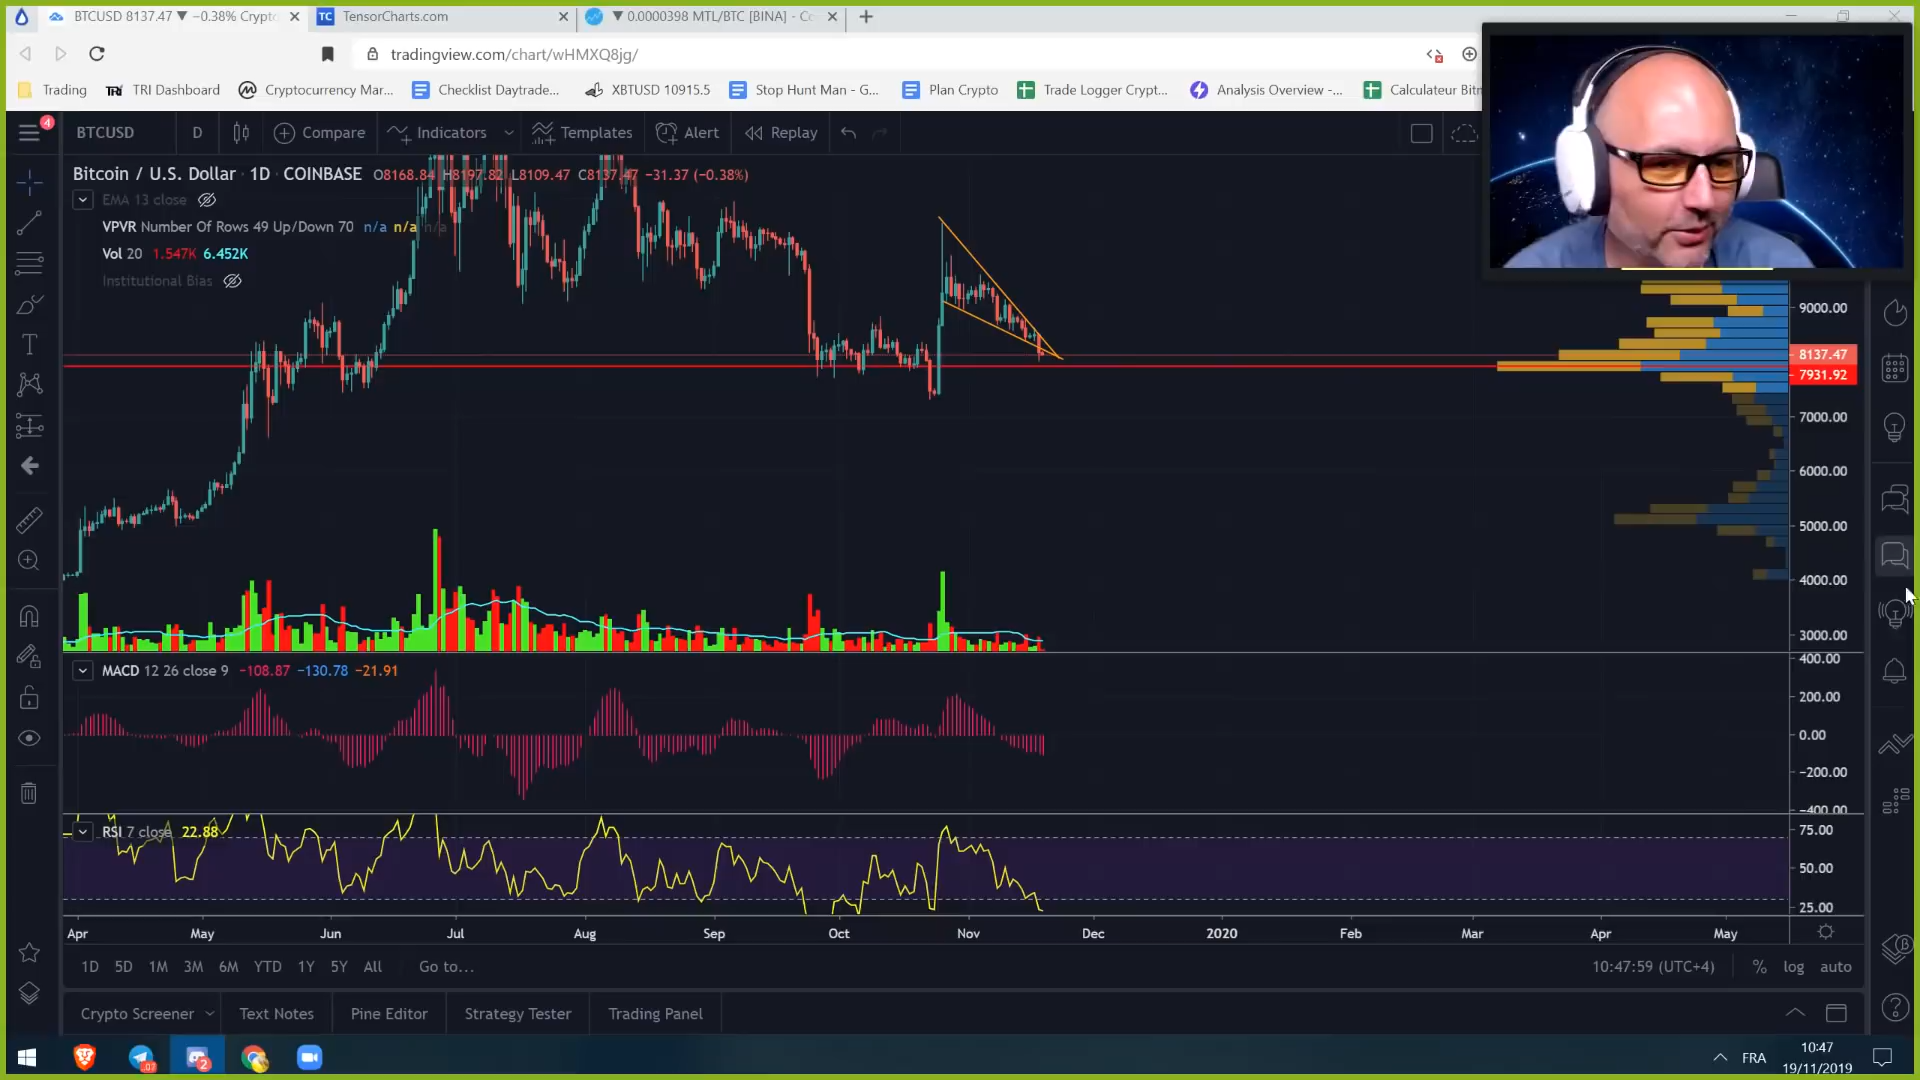 BTCUSD 8137.47 ▼ −0.38% Crypto
TensorCharts.com
▼ 0.0000398 MTL/BTC [BINA] - Co
tradingview.com/chart/wHMXQ8jg/
Trading
TRI Dashboard
Cryptocurrency Mar...
Checklist Daytrade...
XBTUSD 10915.5
Stop Hunt Man - G...
Plan Crypto
Trade Logger Crypt...
Analysis Overview -...
Calculateur Bitm
4
BTCUSD
D
Compare
Indicators
Templates
Alert
Replay
Bitcoin / U.S. Dollar · 1D · COINBASE O8168.84 H8197.82 L8109.47 C8137.47 −31.37 (−0.38%)
EMA 13 close
VPVR Number Of Rows 49 Up/Down 70 n/a n/a n/a
Vol 20 1.547K 6.452K
Institutional Bias
9000.00
8137.47
7931.92
7000.00
6000.00
5000.00
4000.00
3000.00
MACD 12 26 close 9 −108.87 −130.78 −21.91
400.00
200.00
0.00
−200.00
−400.00
RSI 7 close 22.88
75.00
50.00
25.00
Apr May Jun Jul Aug Sep Oct Nov Dec 2020 Feb Mar Apr May
1D 5D 1M 3M 6M YTD 1Y 5Y All Go to...
10:47:59 (UTC+4) % log auto
Crypto Screener
Text Notes
Pine Editor
Strategy Tester
Trading Panel
2
FRA
10:47
19/11/2019